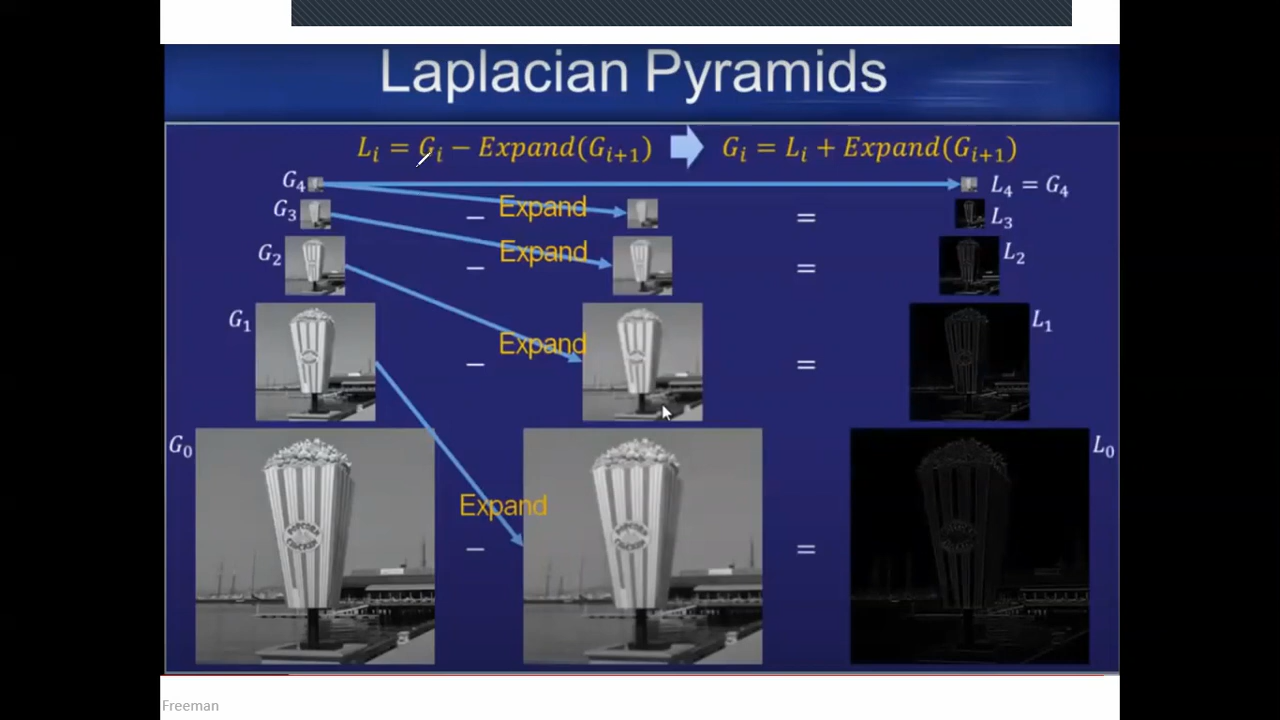 Laplacian Pyramids
L_i = G_i − Expand(G_{i+1}) G_i = L_i + Expand(G_{i+1})
G_4 L_4 = G_4
G_3 − Expand = L_3
G_2 − Expand = L_2
G_1 − Expand = L_1
G_0 − Expand = L_0
Freeman